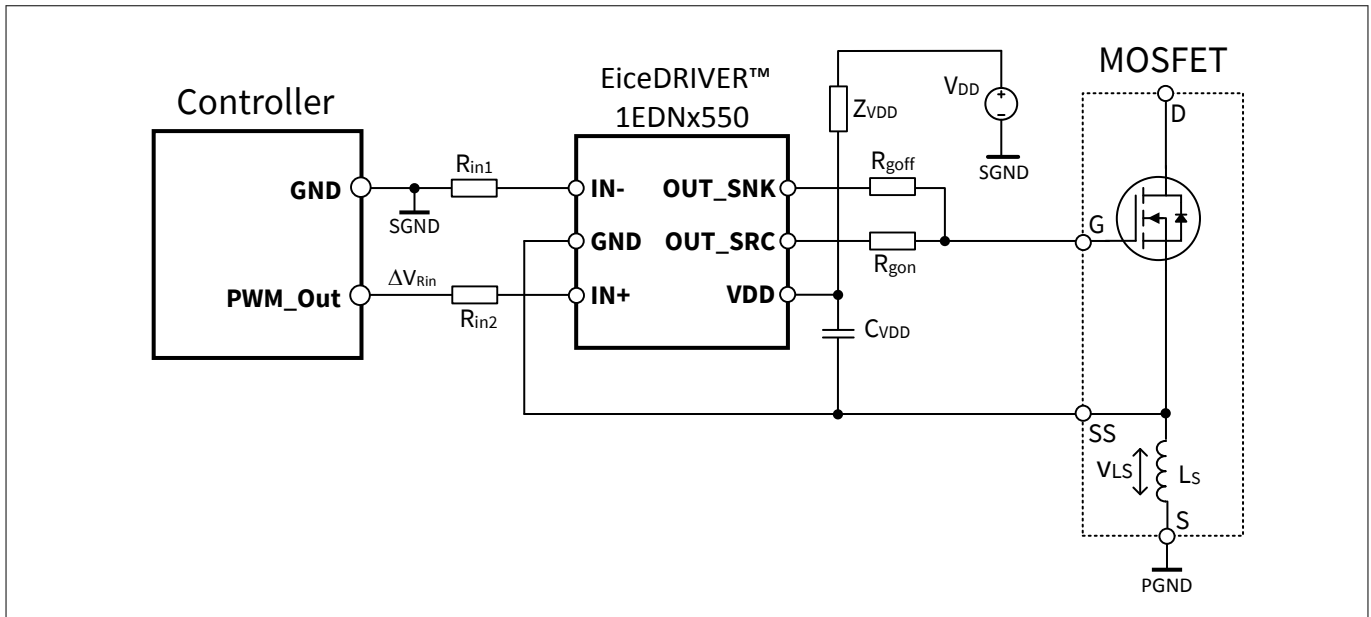 Controller
GND
SGND
PWM_Out
ΔVRin
Rin1
Rin2
EiceDRIVER™
1EDNx550
IN-
GND
IN+
OUT_SNK
OUT_SRC
VDD
ZVDD
VDD
SGND
Rgoff
Rgon
CVDD
MOSFET
D
G
SS
vLS
LS
S
PGND